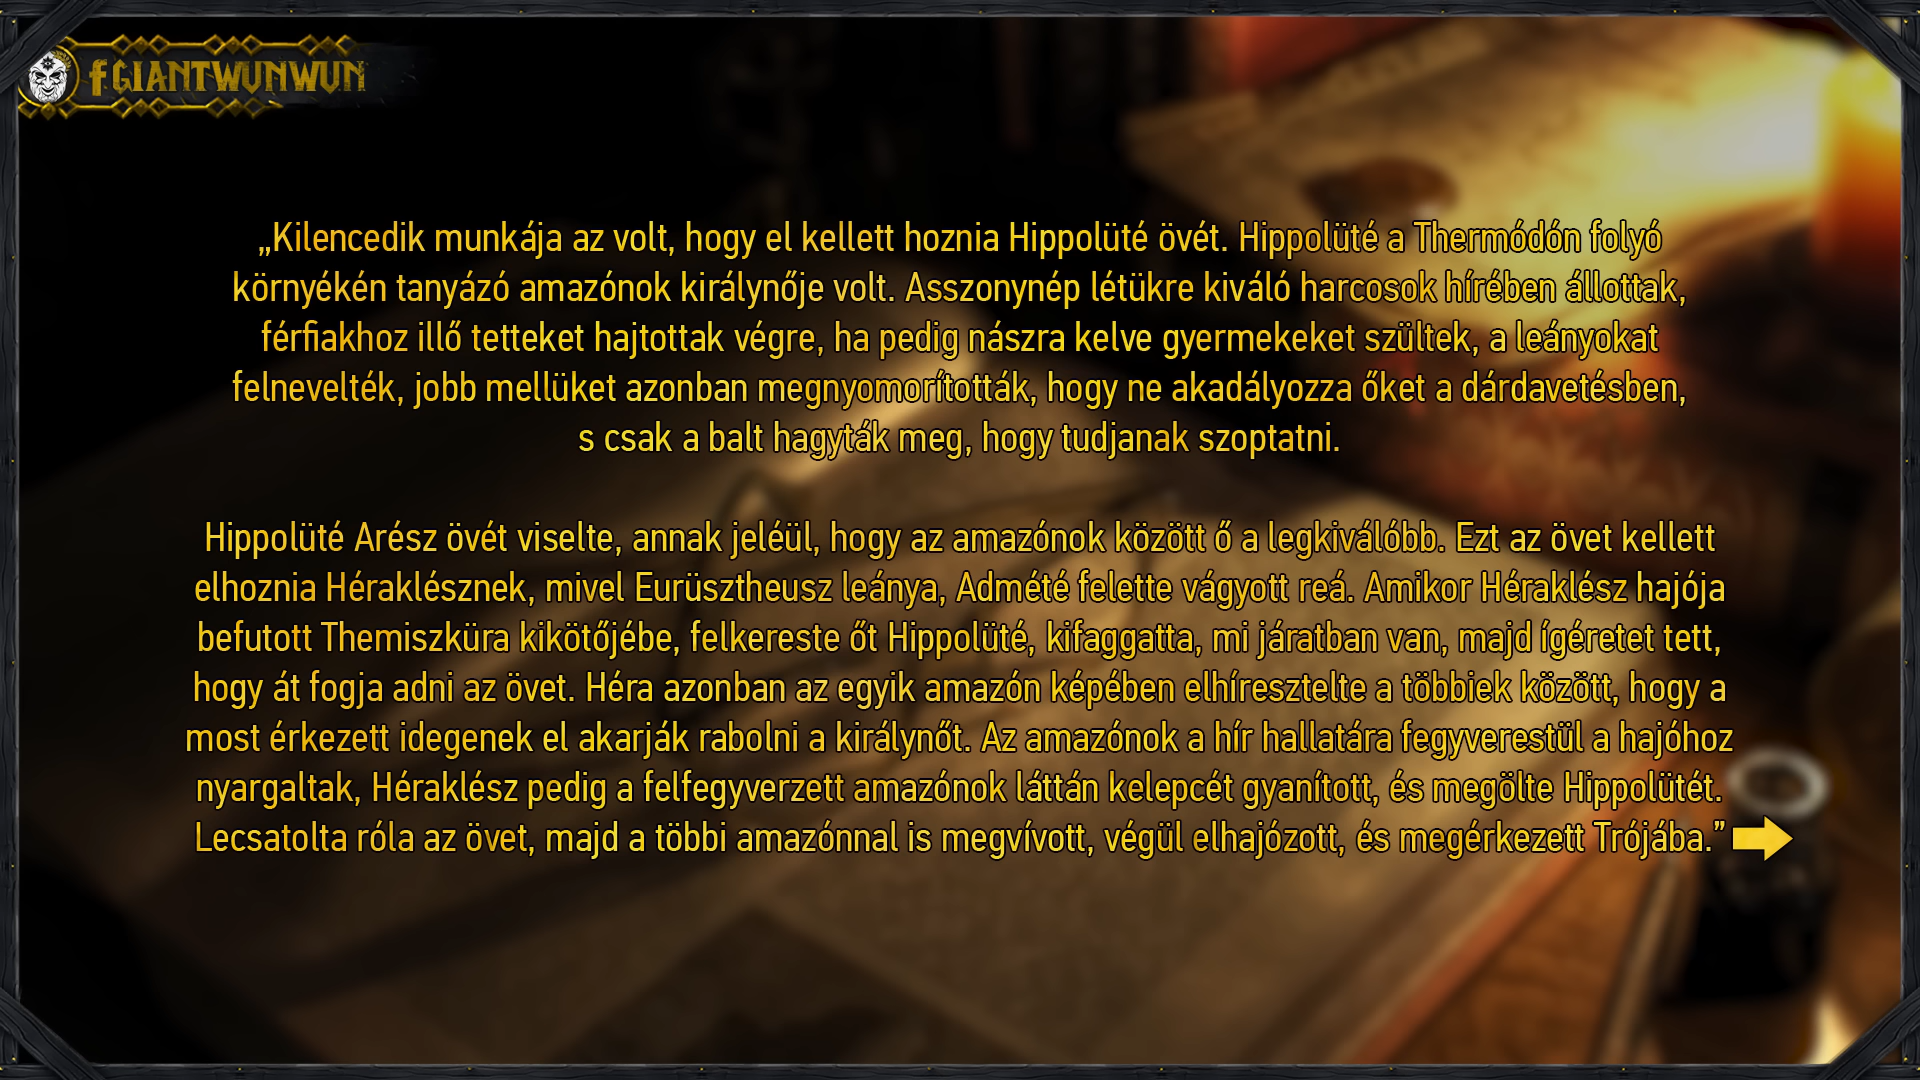 fGIANTWUNWUN
„Kilencedik munkája az volt, hogy el kellett hoznia Hippolüté övét. Hippolüté a Thermódón folyó
környékén tanyázó amazónok királynője volt. Asszonynép létükre kiváló harcosok hírében állottak,
férfiakhoz illő tetteket hajtottak végre, ha pedig nászra kelve gyermekeket szültek, a leányokat
felnevelték, jobb mellüket azonban megnyomorították, hogy ne akadályozza őket a dárdavetésben,
s csak a balt hagyták meg, hogy tudjanak szoptatni.
Hippolüté Arész övét viselte, annak jeléül, hogy az amazónok között ő a legkiválóbb. Ezt az övet kellett
elhoznia Héraklésznek, mivel Eurüsztheusz leánya, Admété felette vágyott reá. Amikor Héraklész hajója
befutott Themiszküra kikötőjébe, felkereste őt Hippolüté, kifaggatta, mi járatban van, majd ígéretet tett,
hogy át fogja adni az övet. Héra azonban az egyik amazón képében elhíresztelte a többiek között, hogy a
most érkezett idegenek el akarják rabolni a királynőt. Az amazónok a hír hallatára fegyverestül a hajóhoz
nyargaltak, Héraklész pedig a felfegyverzett amazónok láttán kelepcét gyanított, és megölte Hippolütét.
Lecsatolta róla az övet, majd a többi amazónnal is megvívott, végül elhajózott, és megérkezett Trójába.”